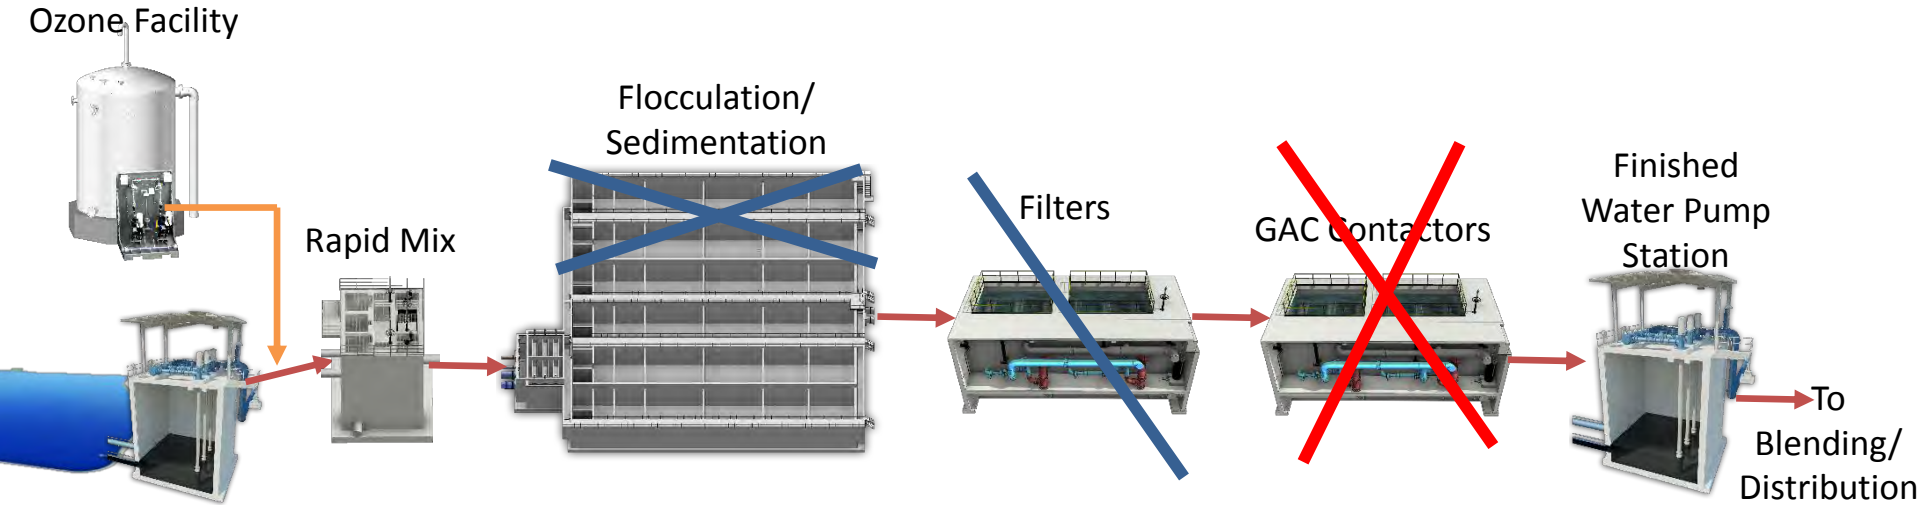 Ozone Facility
Rapid Mix
Flocculation/
Sedimentation
Filters
GAC Contactors
Finished
Water Pump
Station
To
Blending/
Distribution